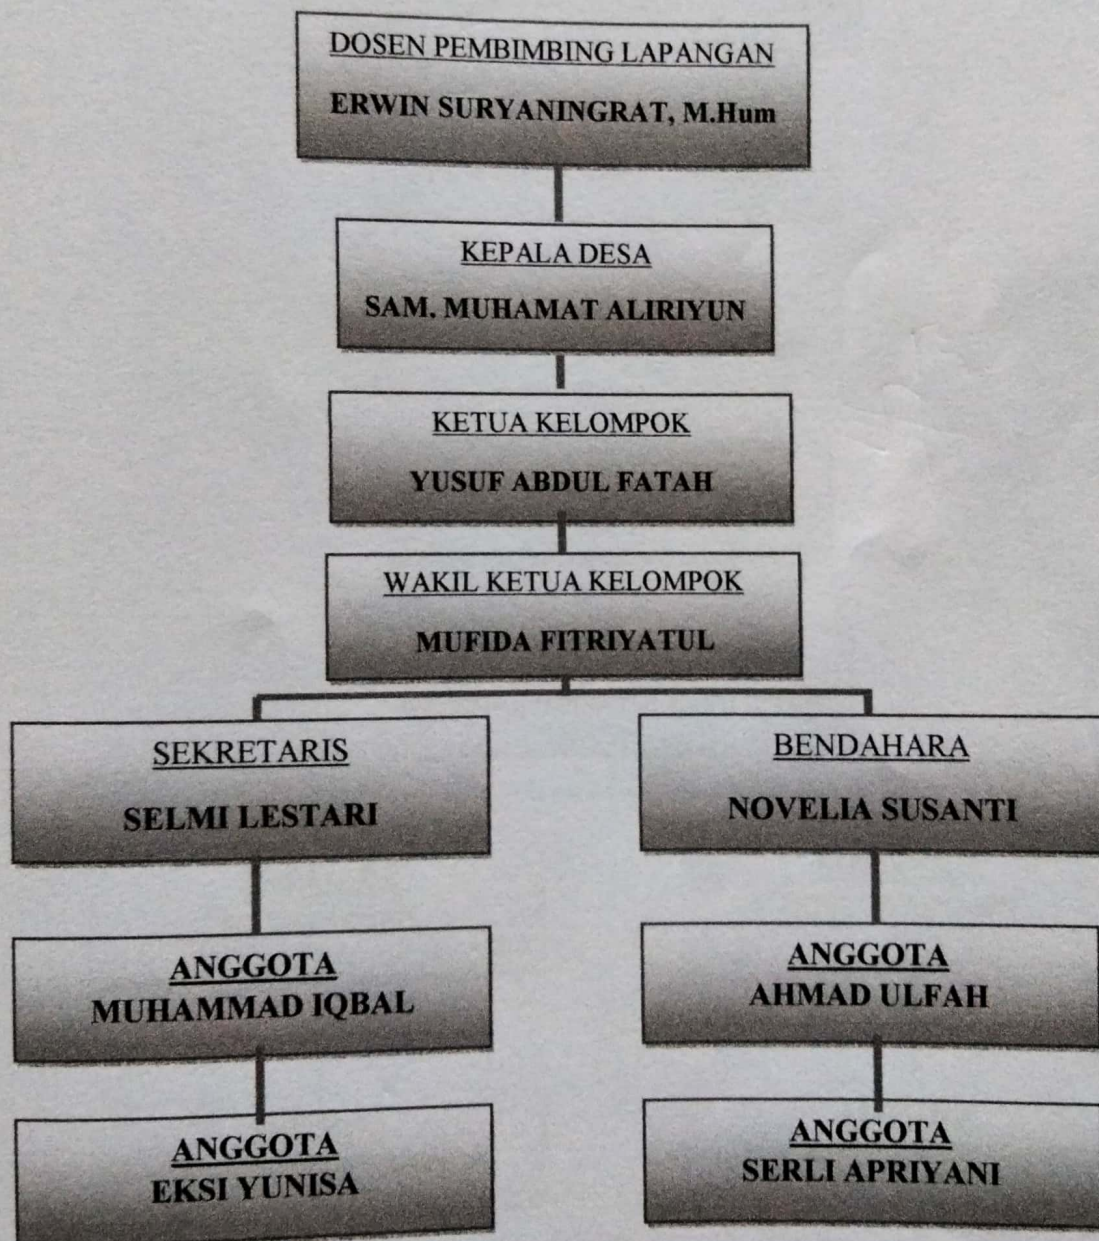 DOSEN PEMBIMBING LAPANGAN
ERWIN SURYANINGRAT, M.Hum
KEPALA DESA
SAM. MUHAMAT ALIRIYUN
KETUA KELOMPOK
YUSUF ABDUL FATAH
WAKIL KETUA KELOMPOK
MUFIDA FITRIYATUL
SEKRETARIS
SELMI LESTARI
BENDAHARA
NOVELIA SUSANTI
ANGGOTA
MUHAMMAD IQBAL
ANGGOTA
AHMAD ULFAH
ANGGOTA
EKSI YUNISA
ANGGOTA
SERLI APRIYANI